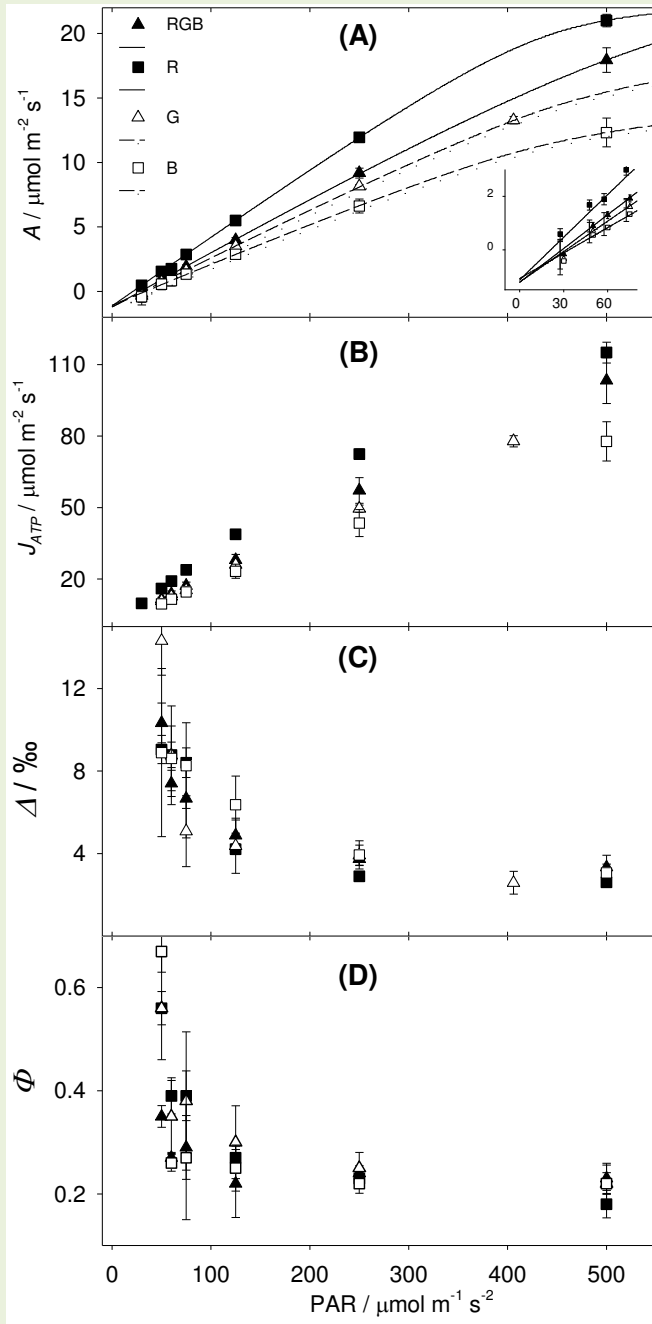 (A)
RGB
R
G
B
20
15
10
5
0
A / μmol m⁻² s⁻¹
2
0
0 30 60
(B)
110
80
50
20
J_ATP / μmol m⁻² s⁻¹
(C)
12
8
4
Δ / ‰
(D)
0.6
0.4
0.2
Φ
0 100 200 300 400 500
PAR / μmol m⁻¹ s⁻²